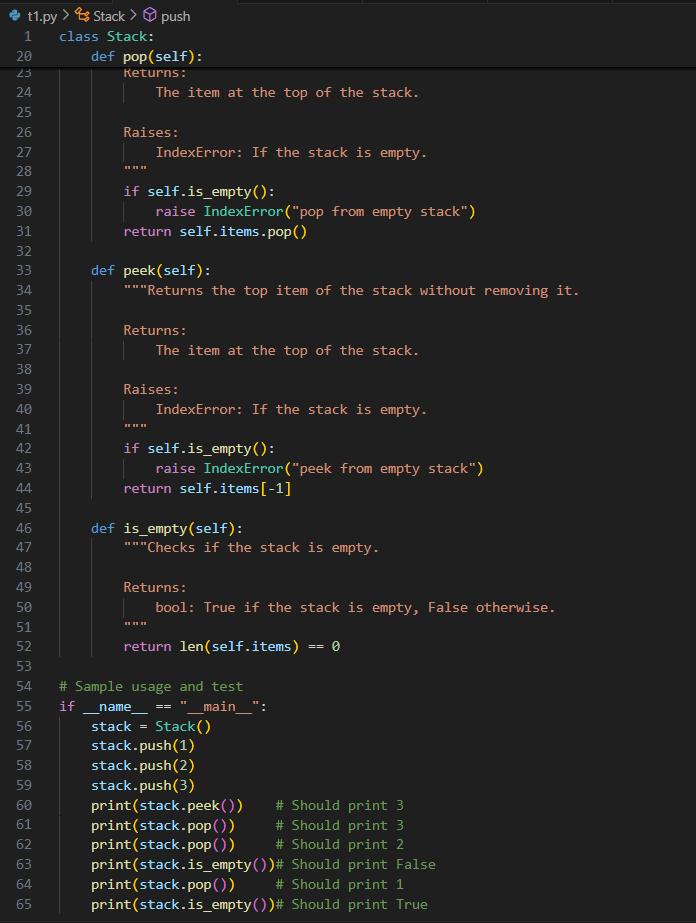 t1.py > Stack > push
1 class Stack:
20     def pop(self):
23         Returns:
24             The item at the top of the stack.
25
26         Raises:
27             IndexError: If the stack is empty.
28         """
29         if self.is_empty():
30             raise IndexError("pop from empty stack")
31         return self.items.pop()
32
33     def peek(self):
34         """Returns the top item of the stack without removing it.
35
36         Returns:
37             The item at the top of the stack.
38
39         Raises:
40             IndexError: If the stack is empty.
41         """
42         if self.is_empty():
43             raise IndexError("peek from empty stack")
44         return self.items[-1]
45
46     def is_empty(self):
47         """Checks if the stack is empty.
48
49         Returns:
50             bool: True if the stack is empty, False otherwise.
51         """
52         return len(self.items) == 0
53
54 # Sample usage and test
55 if __name__ == "__main__":
56     stack = Stack()
57     stack.push(1)
58     stack.push(2)
59     stack.push(3)
60     print(stack.peek())    # Should print 3
61     print(stack.pop())     # Should print 3
62     print(stack.pop())     # Should print 2
63     print(stack.is_empty())# Should print False
64     print(stack.pop())     # Should print 1
65     print(stack.is_empty())# Should print True